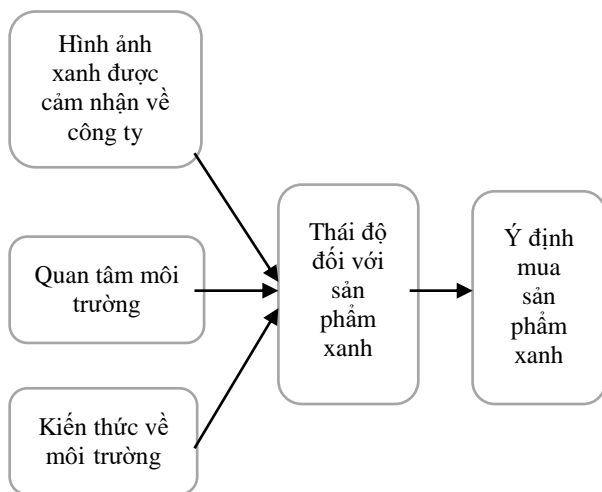 Hình ảnh
xanh được
cảm nhận về
công ty
Quan tâm môi
trường
Kiến thức về
môi trường
Thái độ
đối với
sản
phẩm
xanh
Ý định
mua
sản
phẩm
xanh